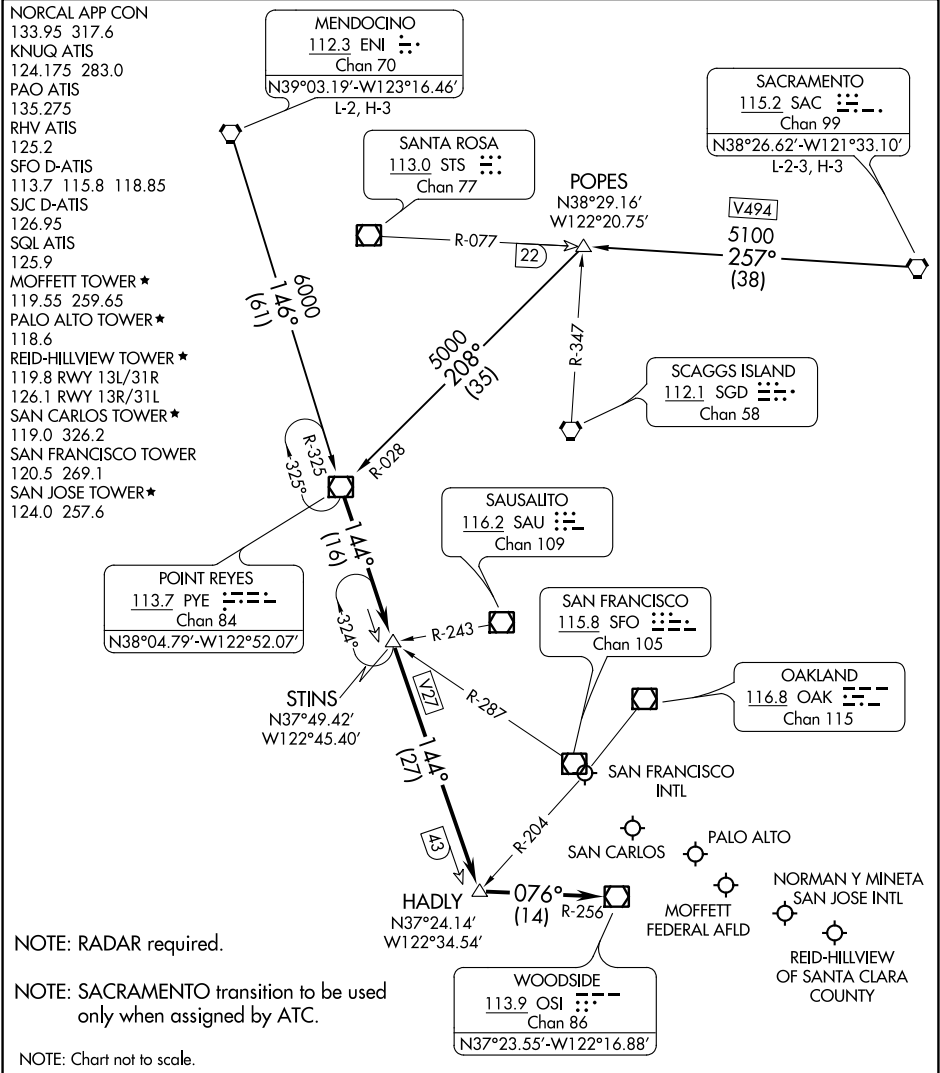 NORCAL APP CON
133.95 317.6
KNUQ ATIS
124.175 283.0
PAO ATIS
135.275
RHV ATIS
125.2
SFO D-ATIS
113.7 115.8 118.85
SJC D-ATIS
126.95
SQL ATIS
125.9
MOFFETT TOWER ★
119.55 259.65
PALO ALTO TOWER ★
118.6
REID-HILLVIEW TOWER ★
119.8 RWY 13L/31R
126.1 RWY 13R/31L
SAN CARLOS TOWER ★
119.0 326.2
SAN FRANCISCO TOWER
120.5 269.1
SAN JOSE TOWER ★
124.0 257.6
MENDOCINO
112.3 ENI
Chan 70
N39°03.19'-W123°16.46'
L-2, H-3
SACRAMENTO
115.2 SAC
Chan 99
N38°26.62'-W121°33.10'
L-2-3, H-3
SANTA ROSA
113.0 STS
Chan 77
POPES
N38°29.16'
W122°20.75'
R-077
22
V494
5100
257°
(38)
6000
146°
(61)
5000
208°
(35)
R-347
SCAGGS ISLAND
112.1 SGD
Chan 58
R-325
325°
R-028
POINT REYES
113.7 PYE
Chan 84
N38°04.79'-W122°52.07'
144°
(16)
SAUSALITO
116.2 SAU
Chan 109
R-243
324°
STINS
N37°49.42'
W122°45.40'
SAN FRANCISCO
115.8 SFO
Chan 105
R-287
V27
OAKLAND
116.8 OAK
Chan 115
144°
(27)
SAN FRANCISCO
INTL
R-204
SAN CARLOS
PALO ALTO
43
HADLY
N37°24.14'
W122°34.54'
076°
(14)
R-256
MOFFETT
FEDERAL AFLD
NORMAN Y MINETA
SAN JOSE INTL
REID-HILLVIEW
OF SANTA CLARA
COUNTY
WOODSIDE
113.9 OSI
Chan 86
N37°23.55'-W122°16.88'
NOTE: RADAR required.
NOTE: SACRAMENTO transition to be used
only when assigned by ATC.
NOTE: Chart not to scale.